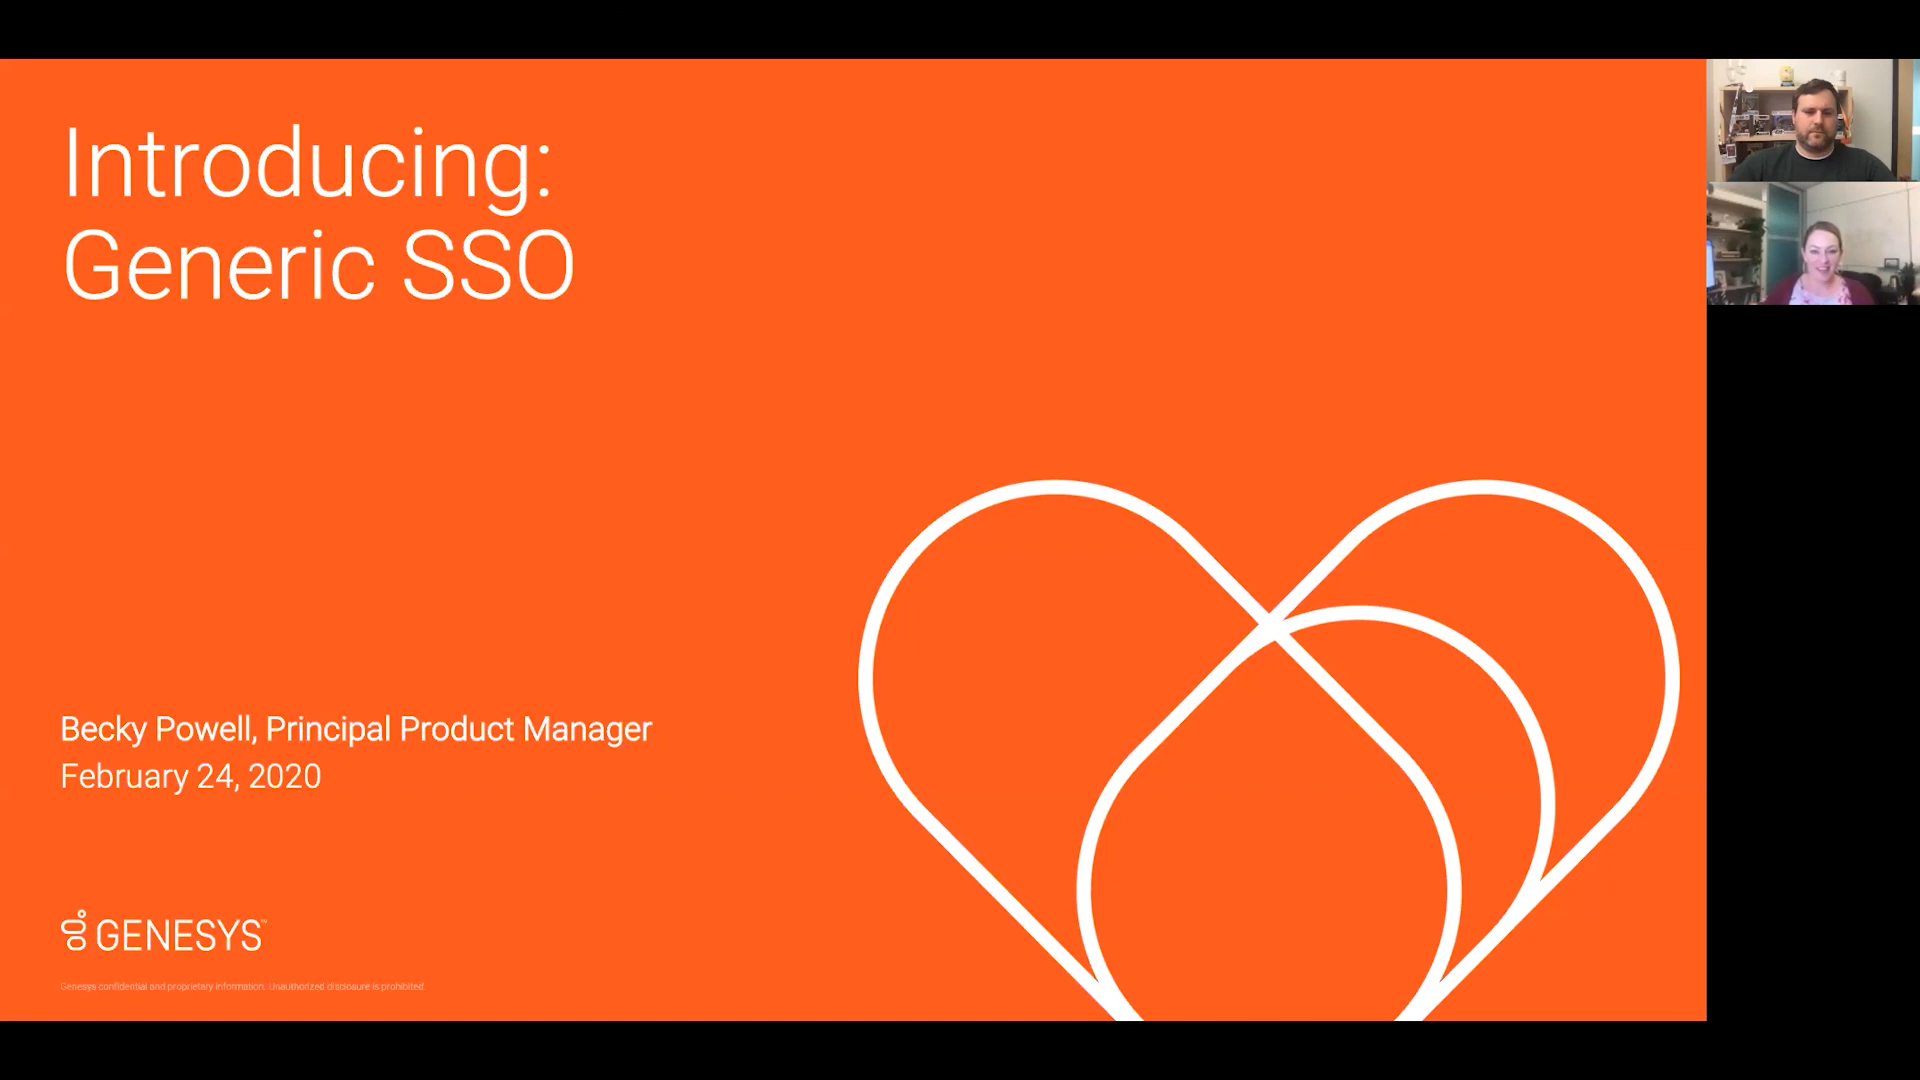 Introducing:
Generic SSO
Becky Powell, Principal Product Manager
February 24, 2020
GENESYS™
Genesys confidential and proprietary information. Unauthorized disclosure is prohibited.